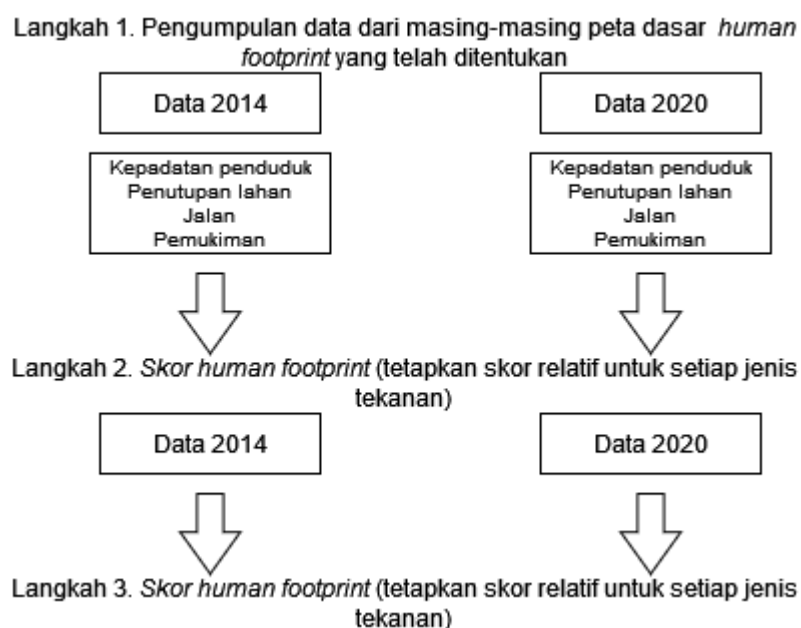 Langkah 1. Pengumpulan data dari masing-masing peta dasar human
footprint yang telah ditentukan
Data 2014
Data 2020
Kepadatan penduduk
Penutupan lahan
Jalan
Pemukiman
Kepadatan penduduk
Penutupan lahan
Jalan
Pemukiman
Langkah 2. Skor human footprint (tetapkan skor relatif untuk setiap jenis
tekanan)
Data 2014
Data 2020
Langkah 3. Skor human footprint (tetapkan skor relatif untuk setiap jenis
tekanan)